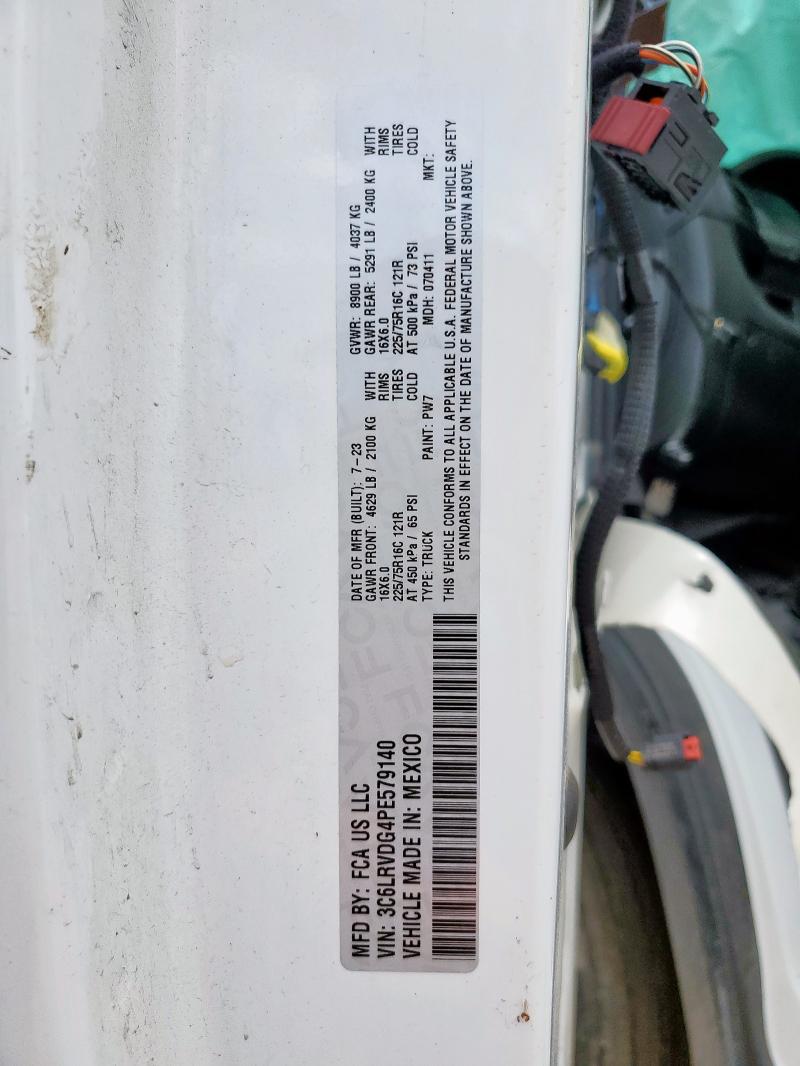 MFD BY: FCA US LLC
VIN: 3C6LRVDG4PE579140
VEHICLE MADE IN: MEXICO
DATE OF MFR (BUILT): 7-23 GVWR: 8900 LB / 4037 KG
GAWR FRONT: 4629 LB / 2100 KG WITH GAWR REAR: 5291 LB / 2400 KG WITH
16X6.0 RIMS 16X6.0 RIMS
225/75R16C 121R TIRES 225/75R16C 121R TIRES
AT 450 kPa / 65 PSI COLD AT 500 kPa / 73 PSI COLD
TYPE: TRUCK PAINT: PW7 MDH: 070411 MKT:
THIS VEHICLE CONFORMS TO ALL APPLICABLE U.S.A. FEDERAL MOTOR VEHICLE SAFETY
STANDARDS IN EFFECT ON THE DATE OF MANUFACTURE SHOWN ABOVE.